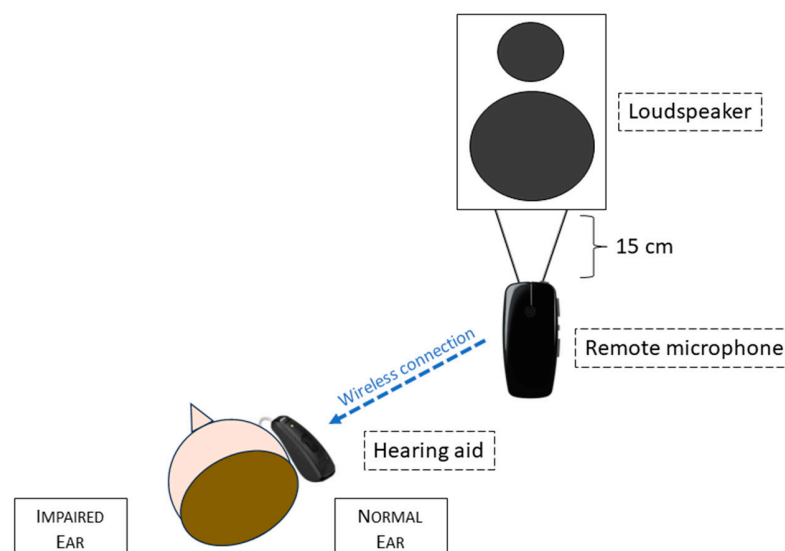 Loudspeaker
15 cm
Remote microphone
Wireless connection
Hearing aid
IMPAIRED
EAR
NORMAL
EAR